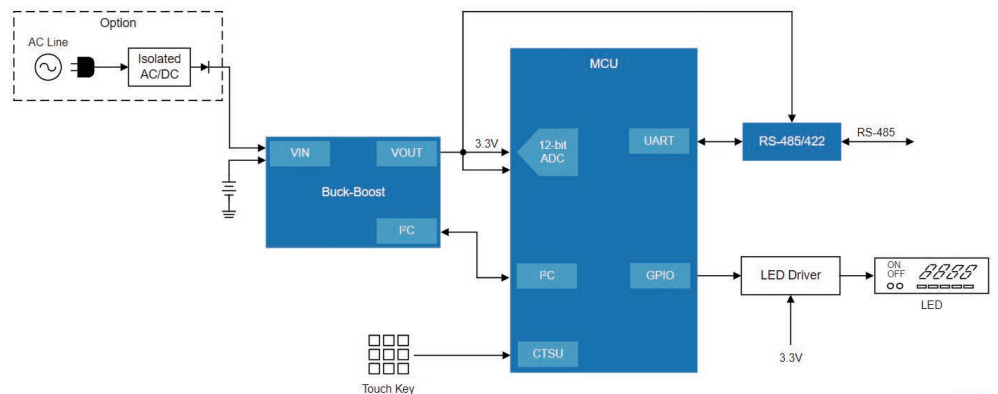 Option
AC Line
Isolated
AC/DC
MCU
VIN
VOUT
3.3V
12-bit
ADC
UART
RS-485/422
RS-485
Buck-Boost
I²C
I²C
GPIO
LED Driver
ON
OFF
8888
LED
CTSU
3.3V
Touch Key